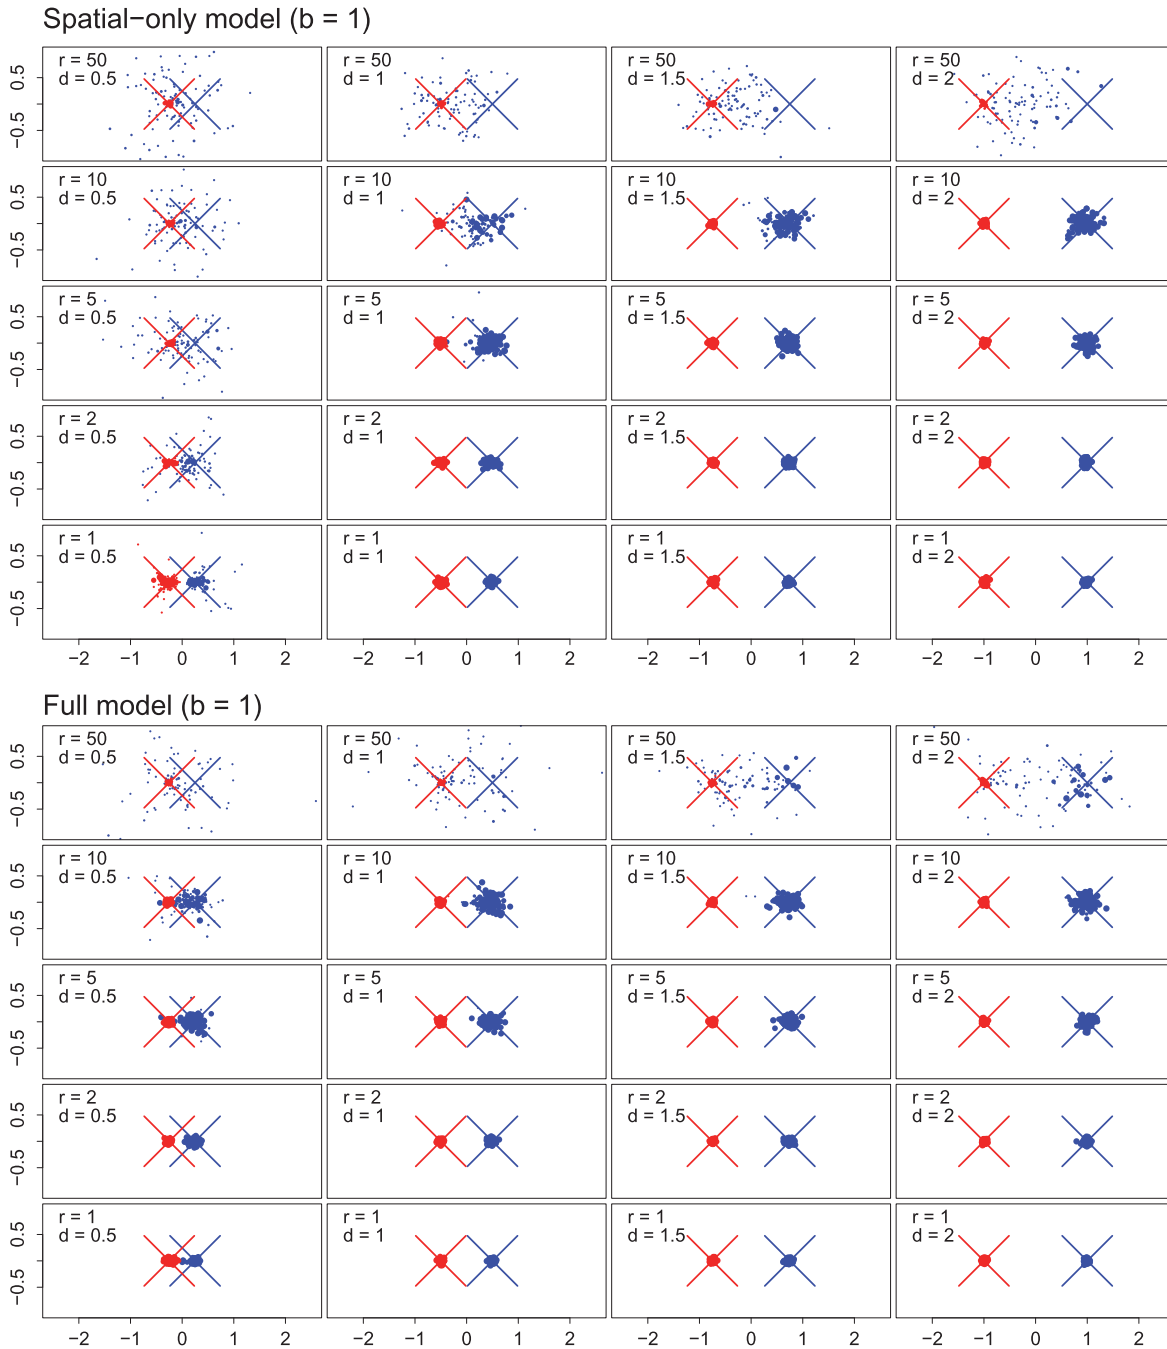 Spatial−only model (b = 1)
r = 50 r = 50 r = 50 r = 50
0.5 d = 0.5 d = 1 d = 1.5 d = 2
−0.5
r = 10 r = 10 r = 10 r = 10
0.5 d = 0.5 d = 1 d = 1.5 d = 2
−0.5
r = 5 r = 5 r = 5 r = 5
0.5 d = 0.5 d = 1 d = 1.5 d = 2
−0.5
r = 2 r = 2 r = 2 r = 2
0.5 d = 0.5 d = 1 d = 1.5 d = 2
−0.5
r = 1 r = 1 r = 1 r = 1
0.5 d = 0.5 d = 1 d = 1.5 d = 2
−0.5
−2 −1 0 1 2 −2 −1 0 1 2 −2 −1 0 1 2 −2 −1 0 1 2
Full model (b = 1)
r = 50 r = 50 r = 50 r = 50
0.5 d = 0.5 d = 1 d = 1.5 d = 2
−0.5
r = 10 r = 10 r = 10 r = 10
0.5 d = 0.5 d = 1 d = 1.5 d = 2
−0.5
r = 5 r = 5 r = 5 r = 5
0.5 d = 0.5 d = 1 d = 1.5 d = 2
−0.5
r = 2 r = 2 r = 2 r = 2
0.5 d = 0.5 d = 1 d = 1.5 d = 2
−0.5
r = 1 r = 1 r = 1 r = 1
0.5 d = 0.5 d = 1 d = 1.5 d = 2
−0.5
−2 −1 0 1 2 −2 −1 0 1 2 −2 −1 0 1 2 −2 −1 0 1 2